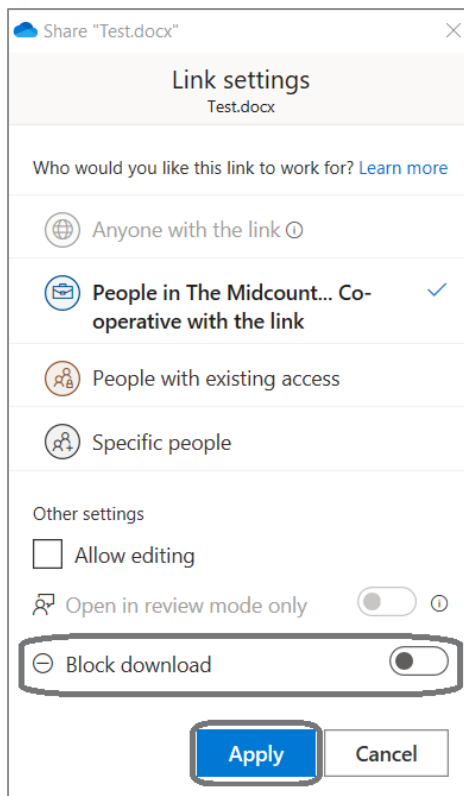 Share "Test.docx"
Link settings
Test.docx
Who would you like this link to work for? Learn more
Anyone with the link
People in The Midcount... Co-
operative with the link
People with existing access
Specific people
Other settings
Allow editing
Open in review mode only
Block download
Apply Cancel